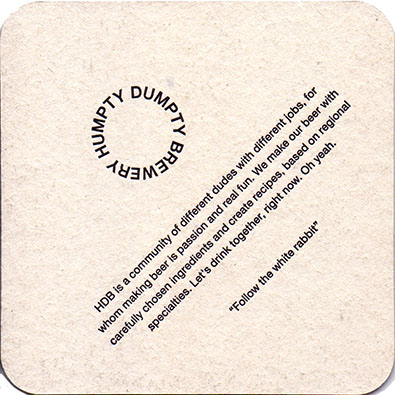 HUMPTY DUMPTY BREWERY
HDB is a community of different dudes with different jobs, for
whom making beer is passion and real fun. We make our beer with
carefully chosen ingredients and create recipes, based on regional
specialties. Let's drink together, right now. Oh yeah.
"Follow the white rabbit"